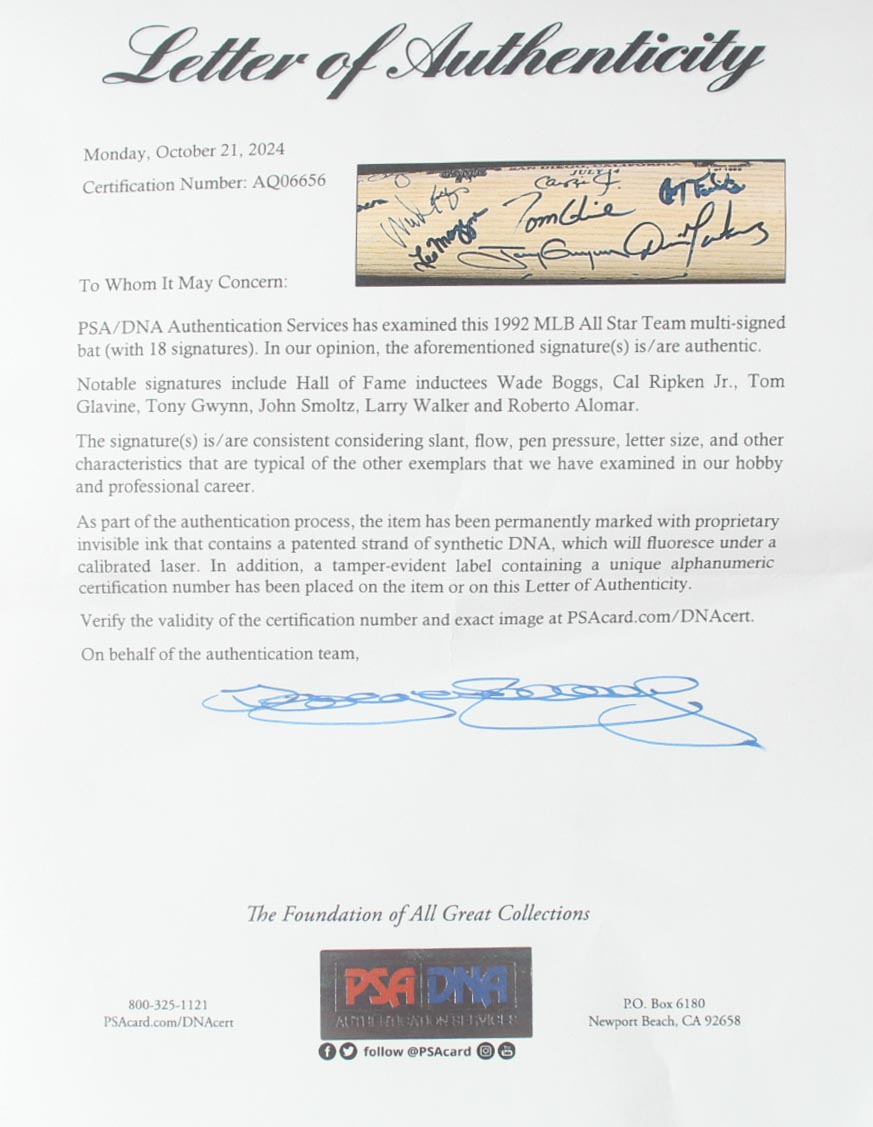 Letter of Authenticity
Monday, October 21, 2024
Certification Number: AQ06656
SAN DIEGO, CALIFORNIA
JULY
Leo Mazzone
Tom Glavine
Tony Gwynn
To Whom It May Concern:
PSA/DNA Authentication Services has examined this 1992 MLB All Star Team multi-signed
bat (with 18 signatures). In our opinion, the aforementioned signature(s) is/are authentic.
Notable signatures include Hall of Fame inductees Wade Boggs, Cal Ripken Jr., Tom
Glavine, Tony Gwynn, John Smoltz, Larry Walker and Roberto Alomar.
The signature(s) is/are consistent considering slant, flow, pen pressure, letter size, and other
characteristics that are typical of the other exemplars that we have examined in our hobby
and professional career.
As part of the authentication process, the item has been permanently marked with proprietary
invisible ink that contains a patented strand of synthetic DNA, which will fluoresce under a
calibrated laser. In addition, a tamper-evident label containing a unique alphanumeric
certification number has been placed on the item or on this Letter of Authenticity.
Verify the validity of the certification number and exact image at PSAcard.com/DNAcert.
On behalf of the authentication team,
The Foundation of All Great Collections
PSA DNA
AUTHENTICATION SERVICES
800-325-1121
PSAcard.com/DNAcert
P.O. Box 6180
Newport Beach, CA 92658
follow @PSAcard